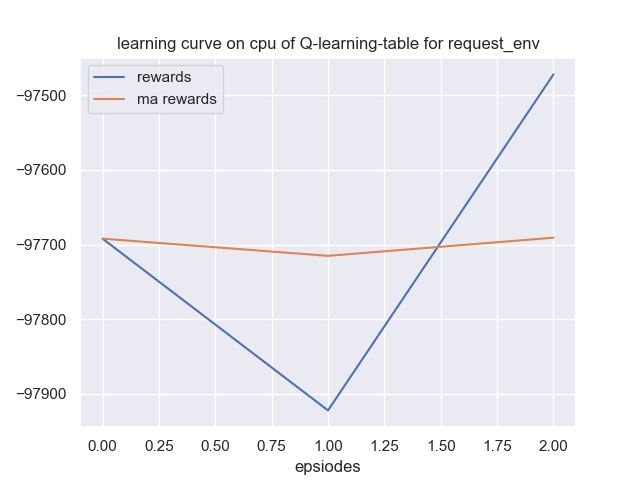 learning curve on cpu of Q-learning-table for request_env
rewards
ma rewards
−97500
−97600
−97700
−97800
−97900
0.00 0.25 0.50 0.75 1.00 1.25 1.50 1.75 2.00
epsiodes